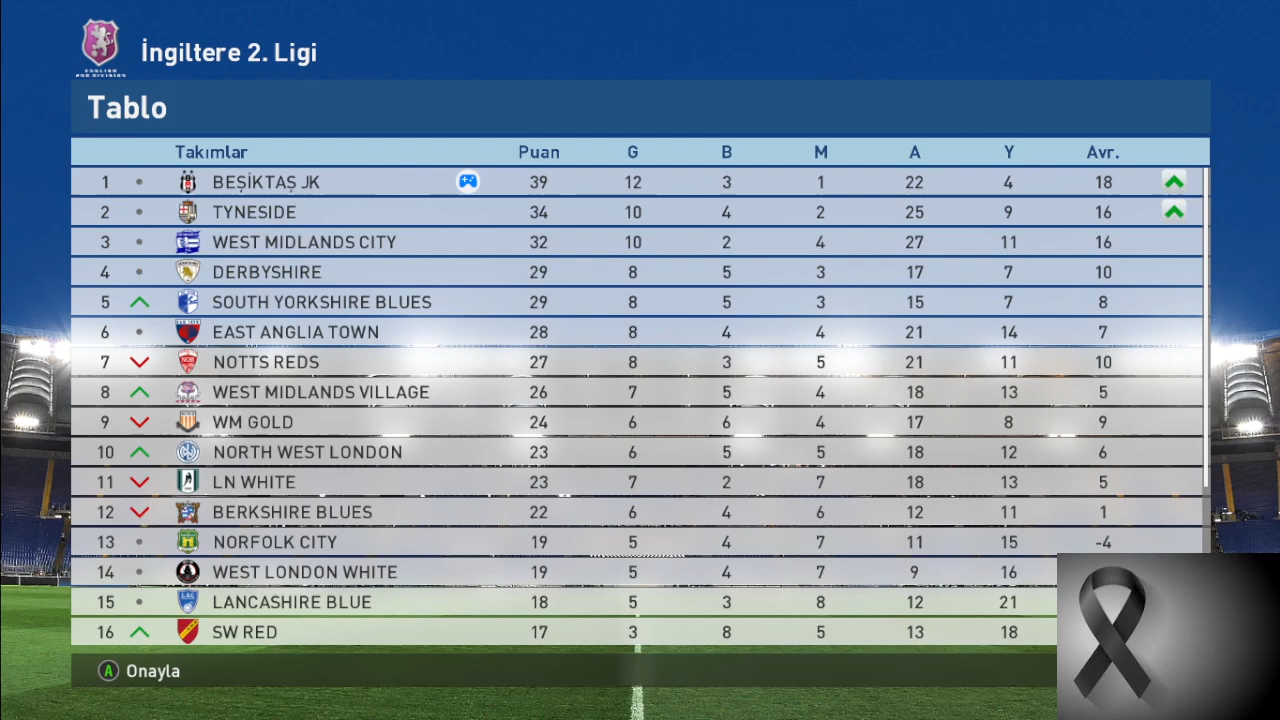 ENGLISH
2ND DIVISION
İngiltere 2. Ligi
Tablo
Takımlar Puan G B M A Y Avr.
1 BEŞİKTAŞ JK 39 12 3 1 22 4 18
2 TYNESIDE 34 10 4 2 25 9 16
3 WEST MIDLANDS CITY 32 10 2 4 27 11 16
4 DERBYSHIRE 29 8 5 3 17 7 10
5 SOUTH YORKSHIRE BLUES 29 8 5 3 15 7 8
6 EAST ANGLIA TOWN 28 8 4 4 21 14 7
7 NOTTS REDS 27 8 3 5 21 11 10
8 WEST MIDLANDS VILLAGE 26 7 5 4 18 13 5
9 WM GOLD 24 6 6 4 17 8 9
10 NORTH WEST LONDON 23 6 5 5 18 12 6
11 LN WHITE 23 7 2 7 18 13 5
12 BERKSHIRE BLUES 22 6 4 6 12 11 1
13 NORFOLK CITY 19 5 4 7 11 15 -4
14 WEST LONDON WHITE 19 5 4 7 9 16
15 LANCASHIRE BLUE 18 5 3 8 12 21
16 SW RED 17 3 8 5 13 18
A Onayla